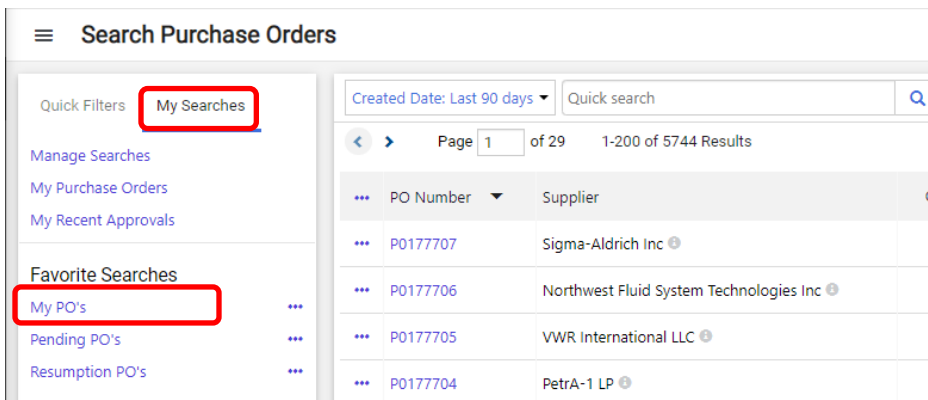 Search Purchase Orders
Quick Filters My Searches
Manage Searches
My Purchase Orders
My Recent Approvals
Favorite Searches
My PO's
Pending PO's
Resumption PO's
Created Date: Last 90 days Quick search
Page 1 of 29 1-200 of 5744 Results
PO Number Supplier
P0177707 Sigma-Aldrich Inc
P0177706 Northwest Fluid System Technologies Inc
P0177705 VWR International LLC
P0177704 PetrA-1 LP